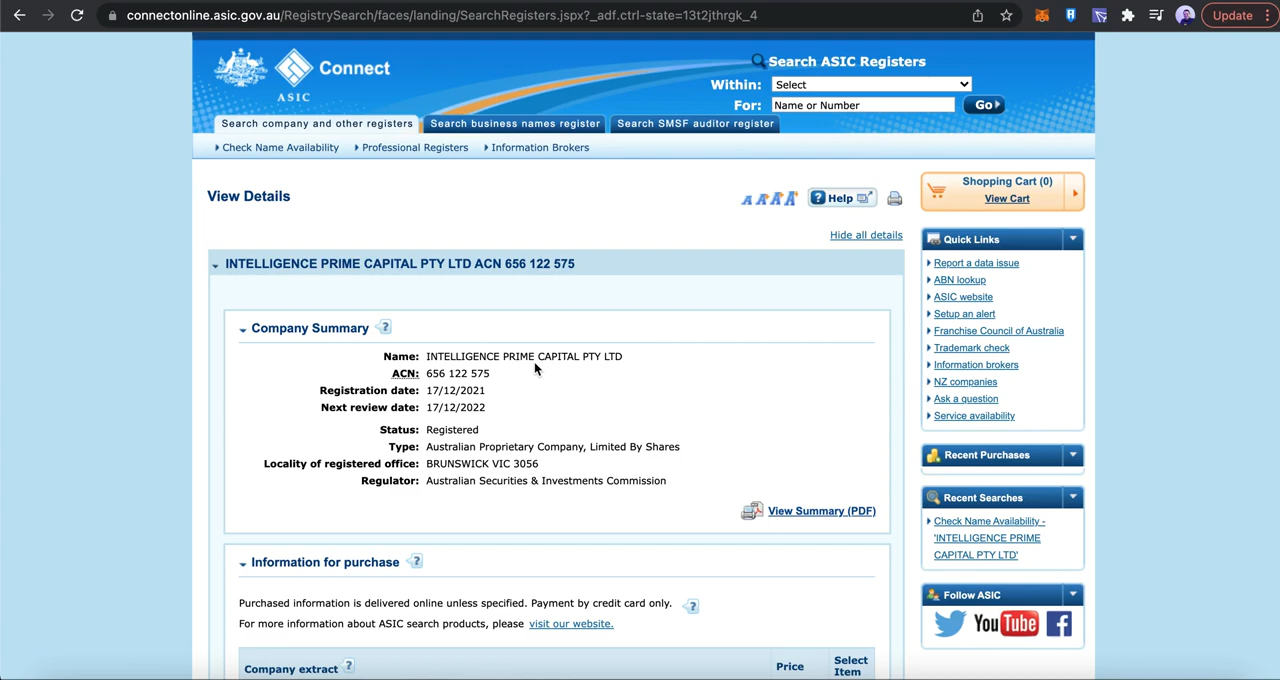 connectonline.asic.gov.au/RegistrySearch/faces/landing/SearchRegisters.jspx?_adf.ctrl-state=13t2jthrgk_4
Update
Connect
ASIC
Search ASIC Registers
Within: Select
For: Name or Number Go
Search company and other registers Search business names register Search SMSF auditor register
Check Name Availability Professional Registers Information Brokers
View Details
A A A A Help
Shopping Cart (0)
View Cart
Hide all details
INTELLIGENCE PRIME CAPITAL PTY LTD ACN 656 122 575
Company Summary ?
Name: INTELLIGENCE PRIME CAPITAL PTY LTD
ACN: 656 122 575
Registration date: 17/12/2021
Next review date: 17/12/2022
Status: Registered
Type: Australian Proprietary Company, Limited By Shares
Locality of registered office: BRUNSWICK VIC 3056
Regulator: Australian Securities & Investments Commission
View Summary (PDF)
Information for purchase ?
Purchased information is delivered online unless specified. Payment by credit card only. ?
For more information about ASIC search products, please visit our website.
Company extract ? Price Select
Item
Quick Links
Report a data issue
ABN lookup
ASIC website
Setup an alert
Franchise Council of Australia
Trademark check
Information brokers
NZ companies
Ask a question
Service availability
Recent Purchases
Recent Searches
Check Name Availability -
'INTELLIGENCE PRIME
CAPITAL PTY LTD'
Follow ASIC
YouTube